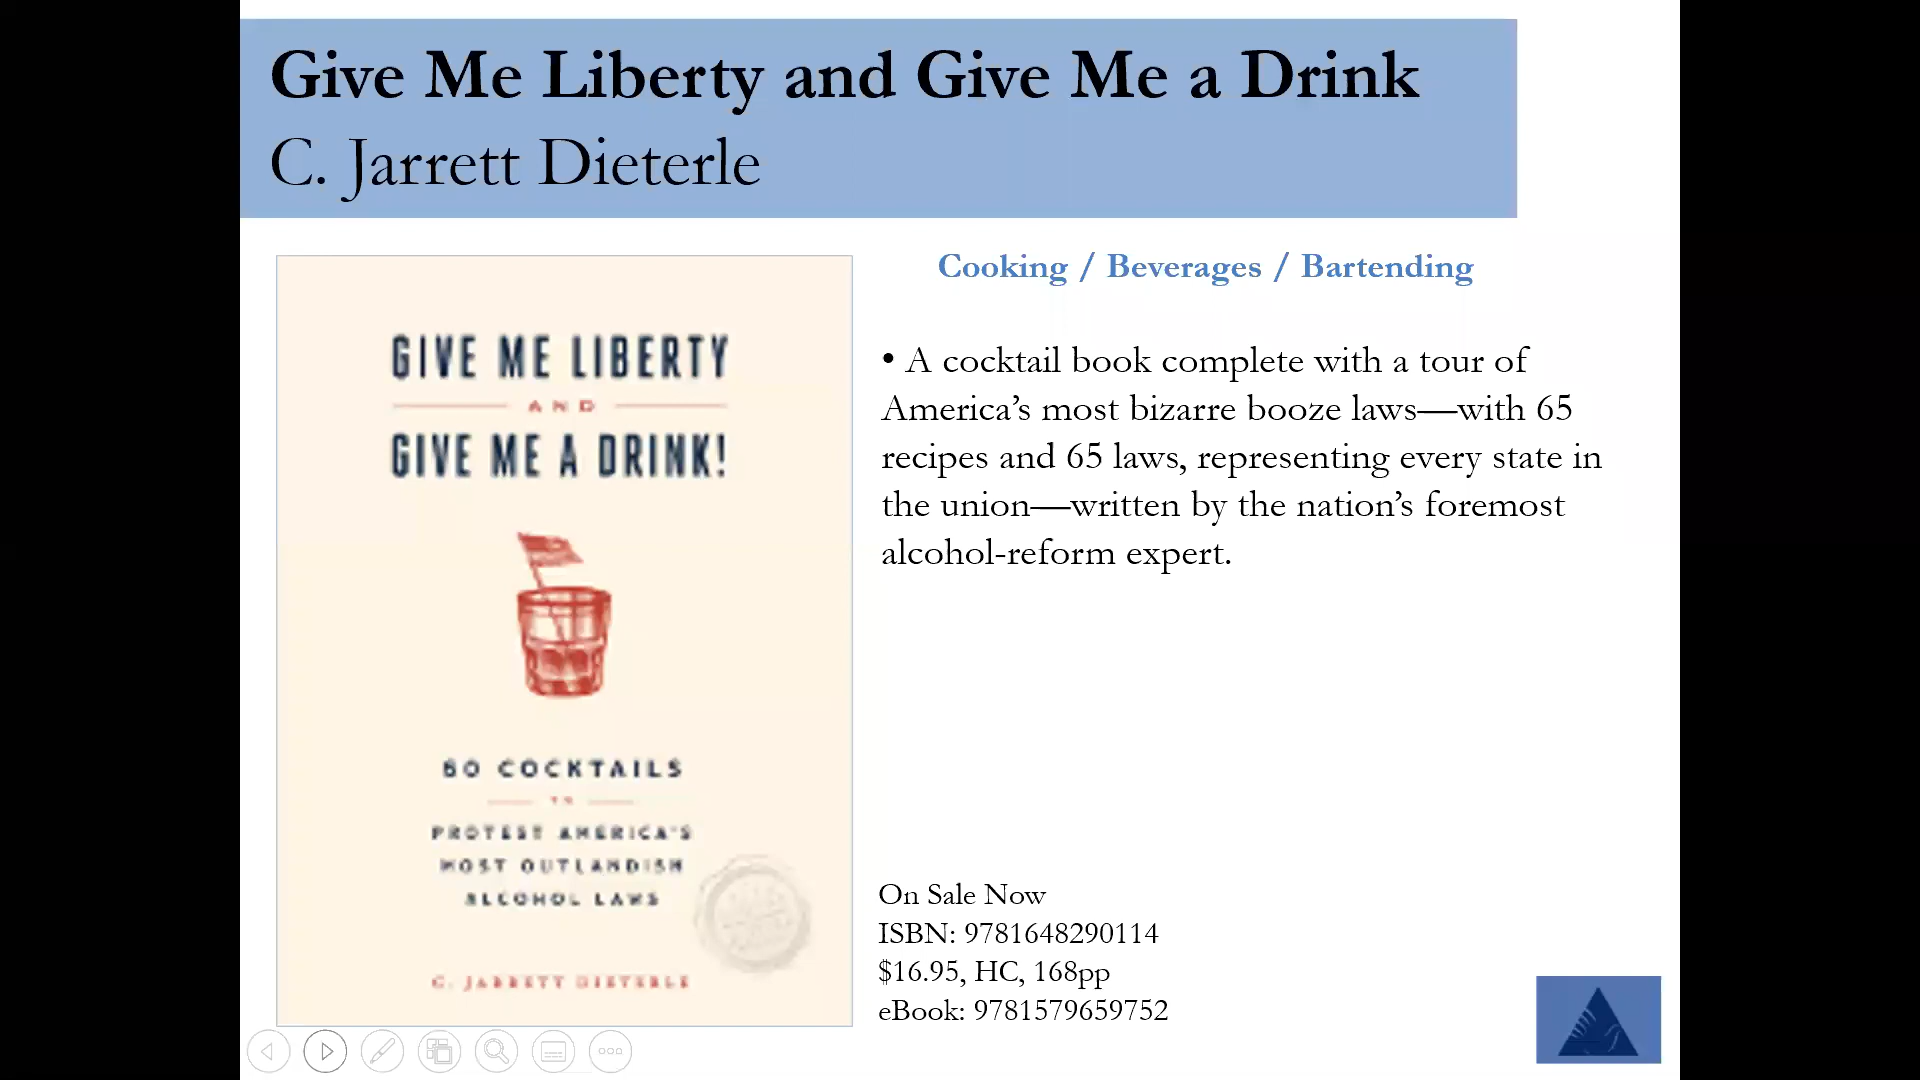 Give Me Liberty and Give Me a Drink
C. Jarrett Dieterle
GIVE ME LIBERTY
AND
GIVE ME A DRINK!
60 COCKTAILS
TO
PROTEST AMERICA'S
MOST OUTLANDISH
ALCOHOL LAWS
C. JARRETT DIETERLE
Cooking / Beverages / Bartending
• A cocktail book complete with a tour of
America’s most bizarre booze laws—with 65
recipes and 65 laws, representing every state in
the union—written by the nation’s foremost
alcohol-reform expert.
On Sale Now
ISBN: 9781648290114
$16.95, HC, 168pp
eBook: 9781579659752